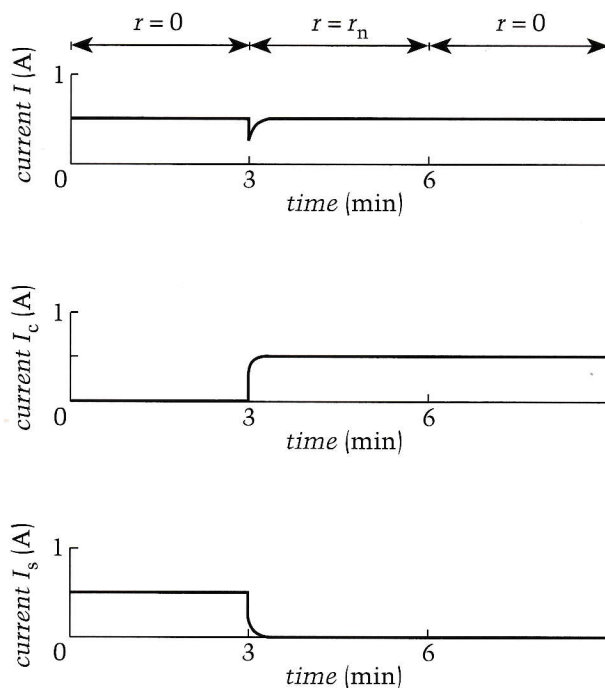 r = 0 r = rₙ r = 0
current I (A)
1
0 3 6
time (min)
current I_c (A)
1
0 3 6
time (min)
current I_s (A)
1
0 3 6
time (min)